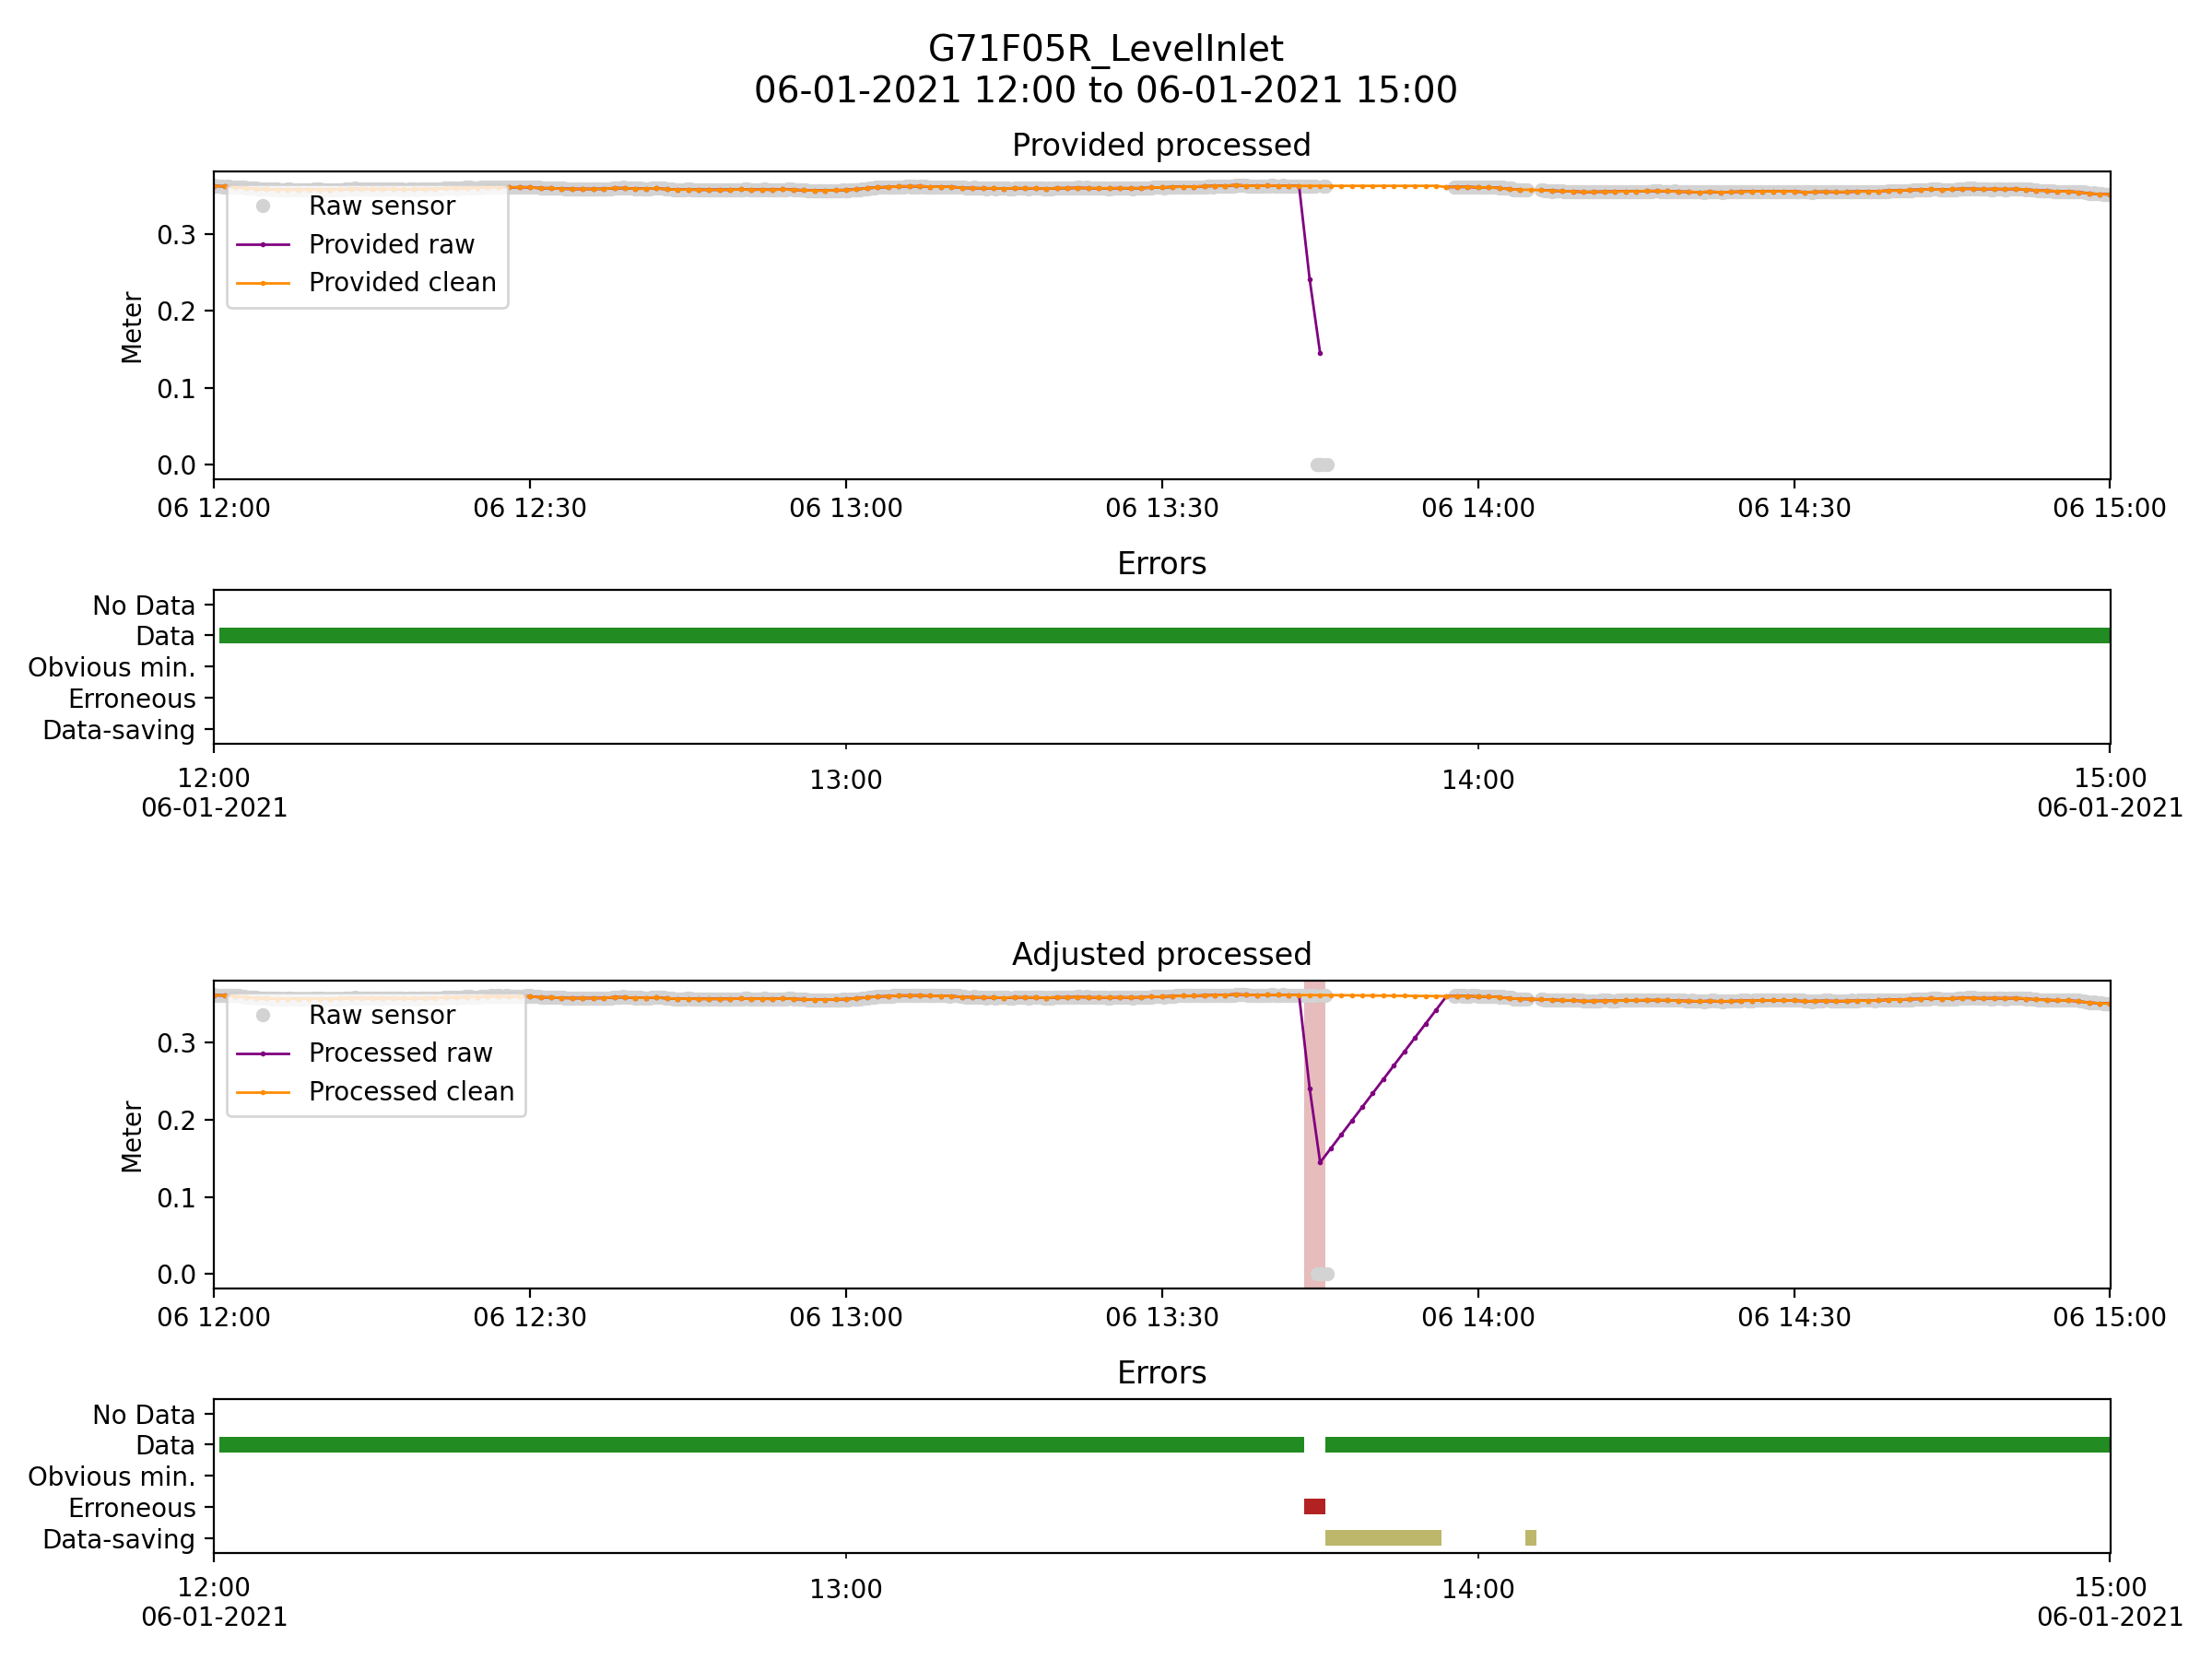 G71F05R_LevelInlet
06-01-2021 12:00 to 06-01-2021 15:00
Provided processed
Raw sensor
Provided raw
Provided clean
Meter
0.3
0.2
0.1
0.0
06 12:00 06 12:30 06 13:00 06 13:30 06 14:00 06 14:30 06 15:00
Errors
No Data
Data
Obvious min.
Erroneous
Data-saving
12:00 13:00 14:00 15:00
06-01-2021 06-01-2021
Adjusted processed
Raw sensor
Processed raw
Processed clean
Meter
0.3
0.2
0.1
0.0
06 12:00 06 12:30 06 13:00 06 13:30 06 14:00 06 14:30 06 15:00
Errors
No Data
Data
Obvious min.
Erroneous
Data-saving
12:00 13:00 14:00 15:00
06-01-2021 06-01-2021